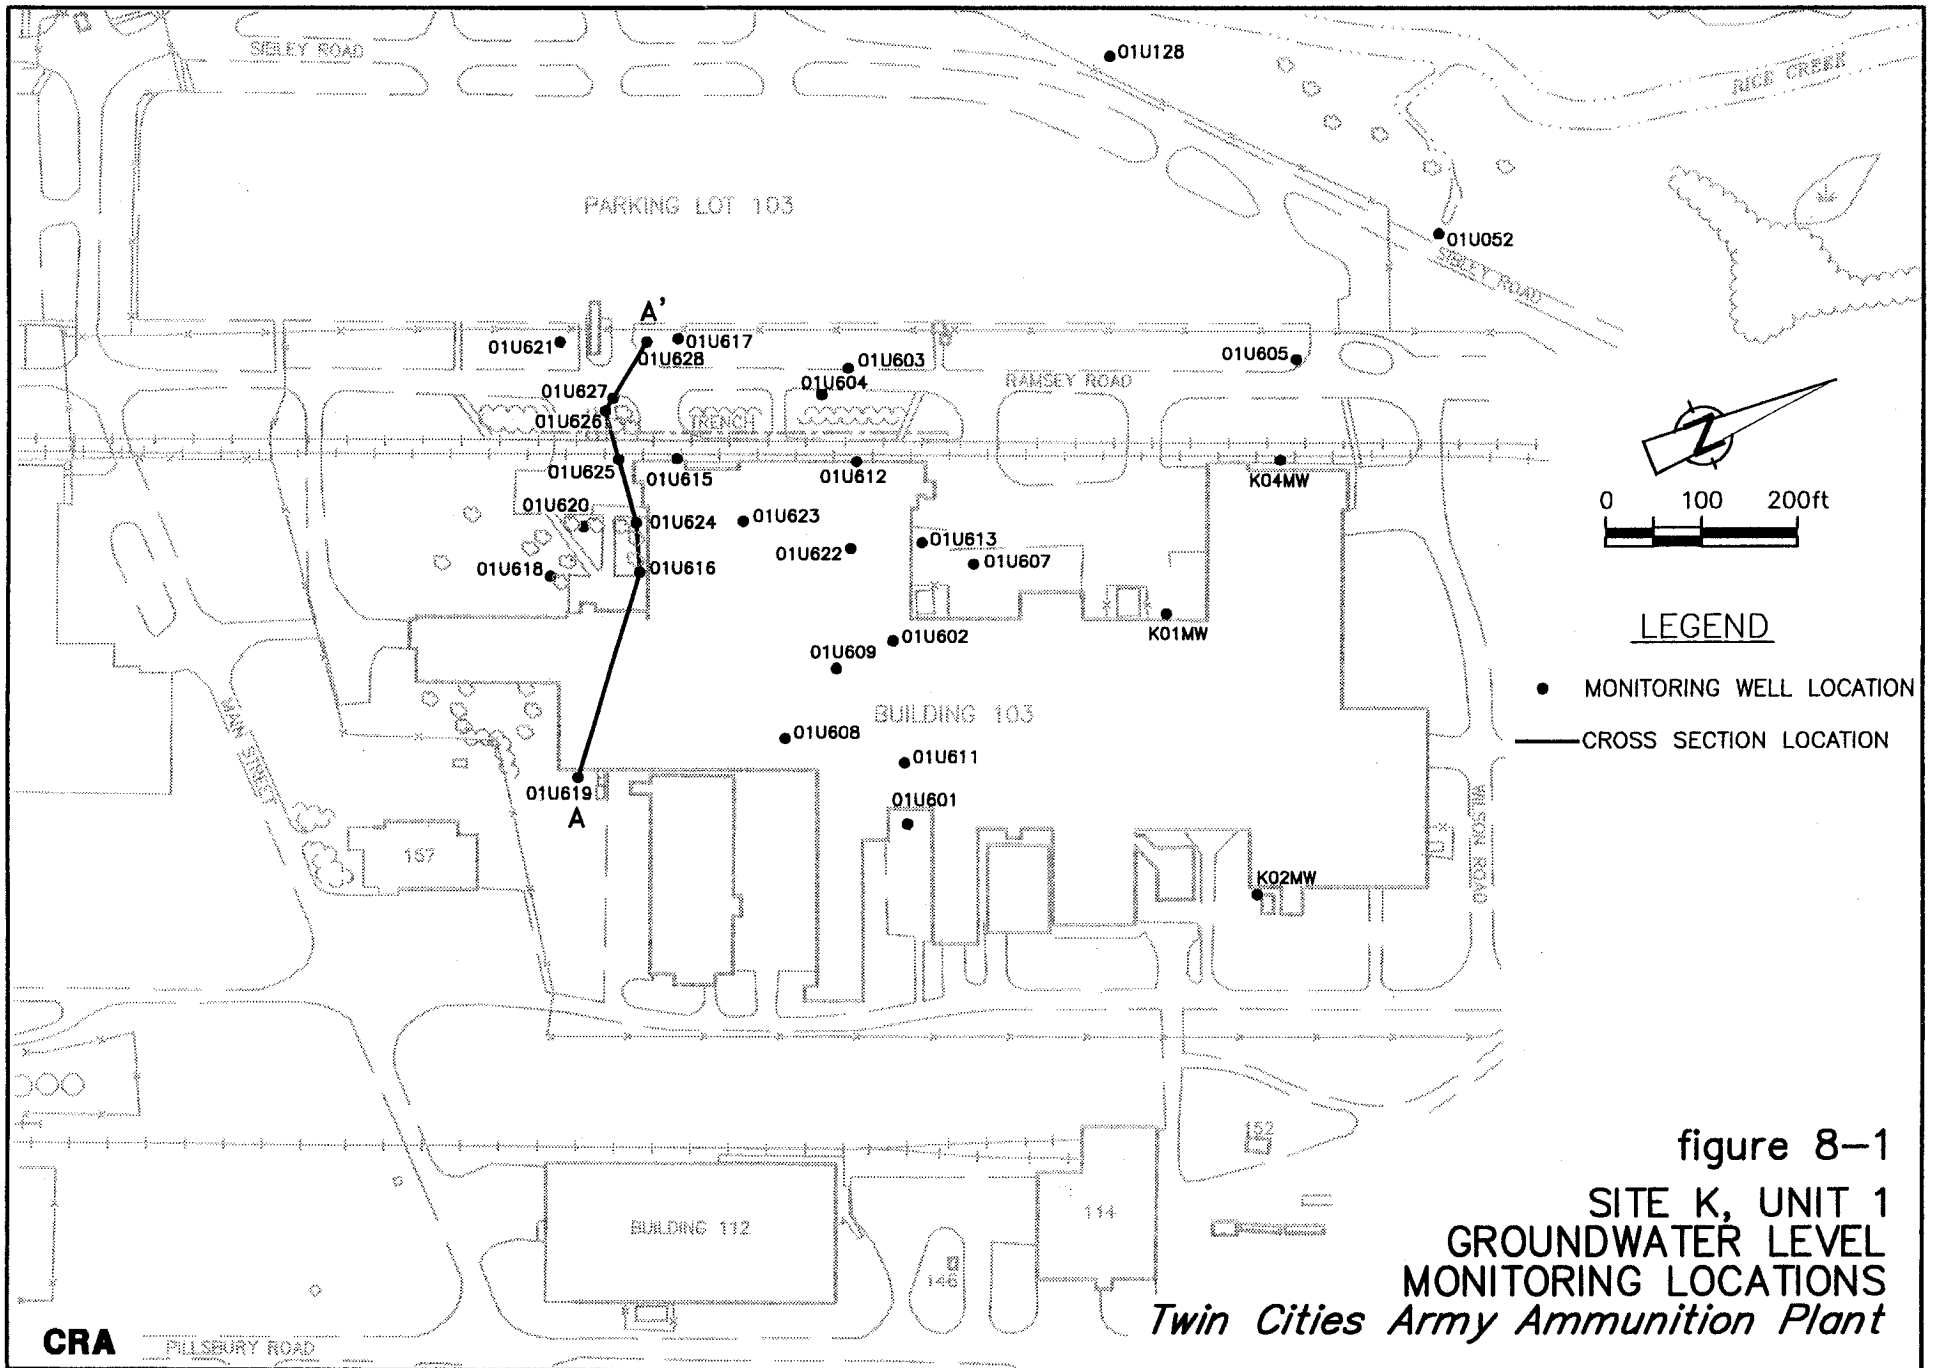 SIBLEY ROAD
01U128
RICE CREEK
PARKING LOT 103
01U052
SIBLEY ROAD
A'
01U621
01U617
01U628
01U603
01U605
01U604
RAMSEY ROAD
01U627
01U626
TRENCH
01U625
01U615
01U612
K04MW
N
0 100 200ft
01U620
01U624
01U623
01U622
01U613
01U607
01U618
01U616
K01MW
LEGEND
01U602
01U609
MONITORING WELL LOCATION
BUILDING 103
MAIN STREET
01U608
CROSS SECTION LOCATION
01U611
01U619
A
01U601
WILSON ROAD
157
K02MW
152
figure 8-1
SITE K, UNIT 1
GROUNDWATER LEVEL
MONITORING LOCATIONS
Twin Cities Army Ammunition Plant
BUILDING 112
114
146
CRA
PILLSBURY ROAD